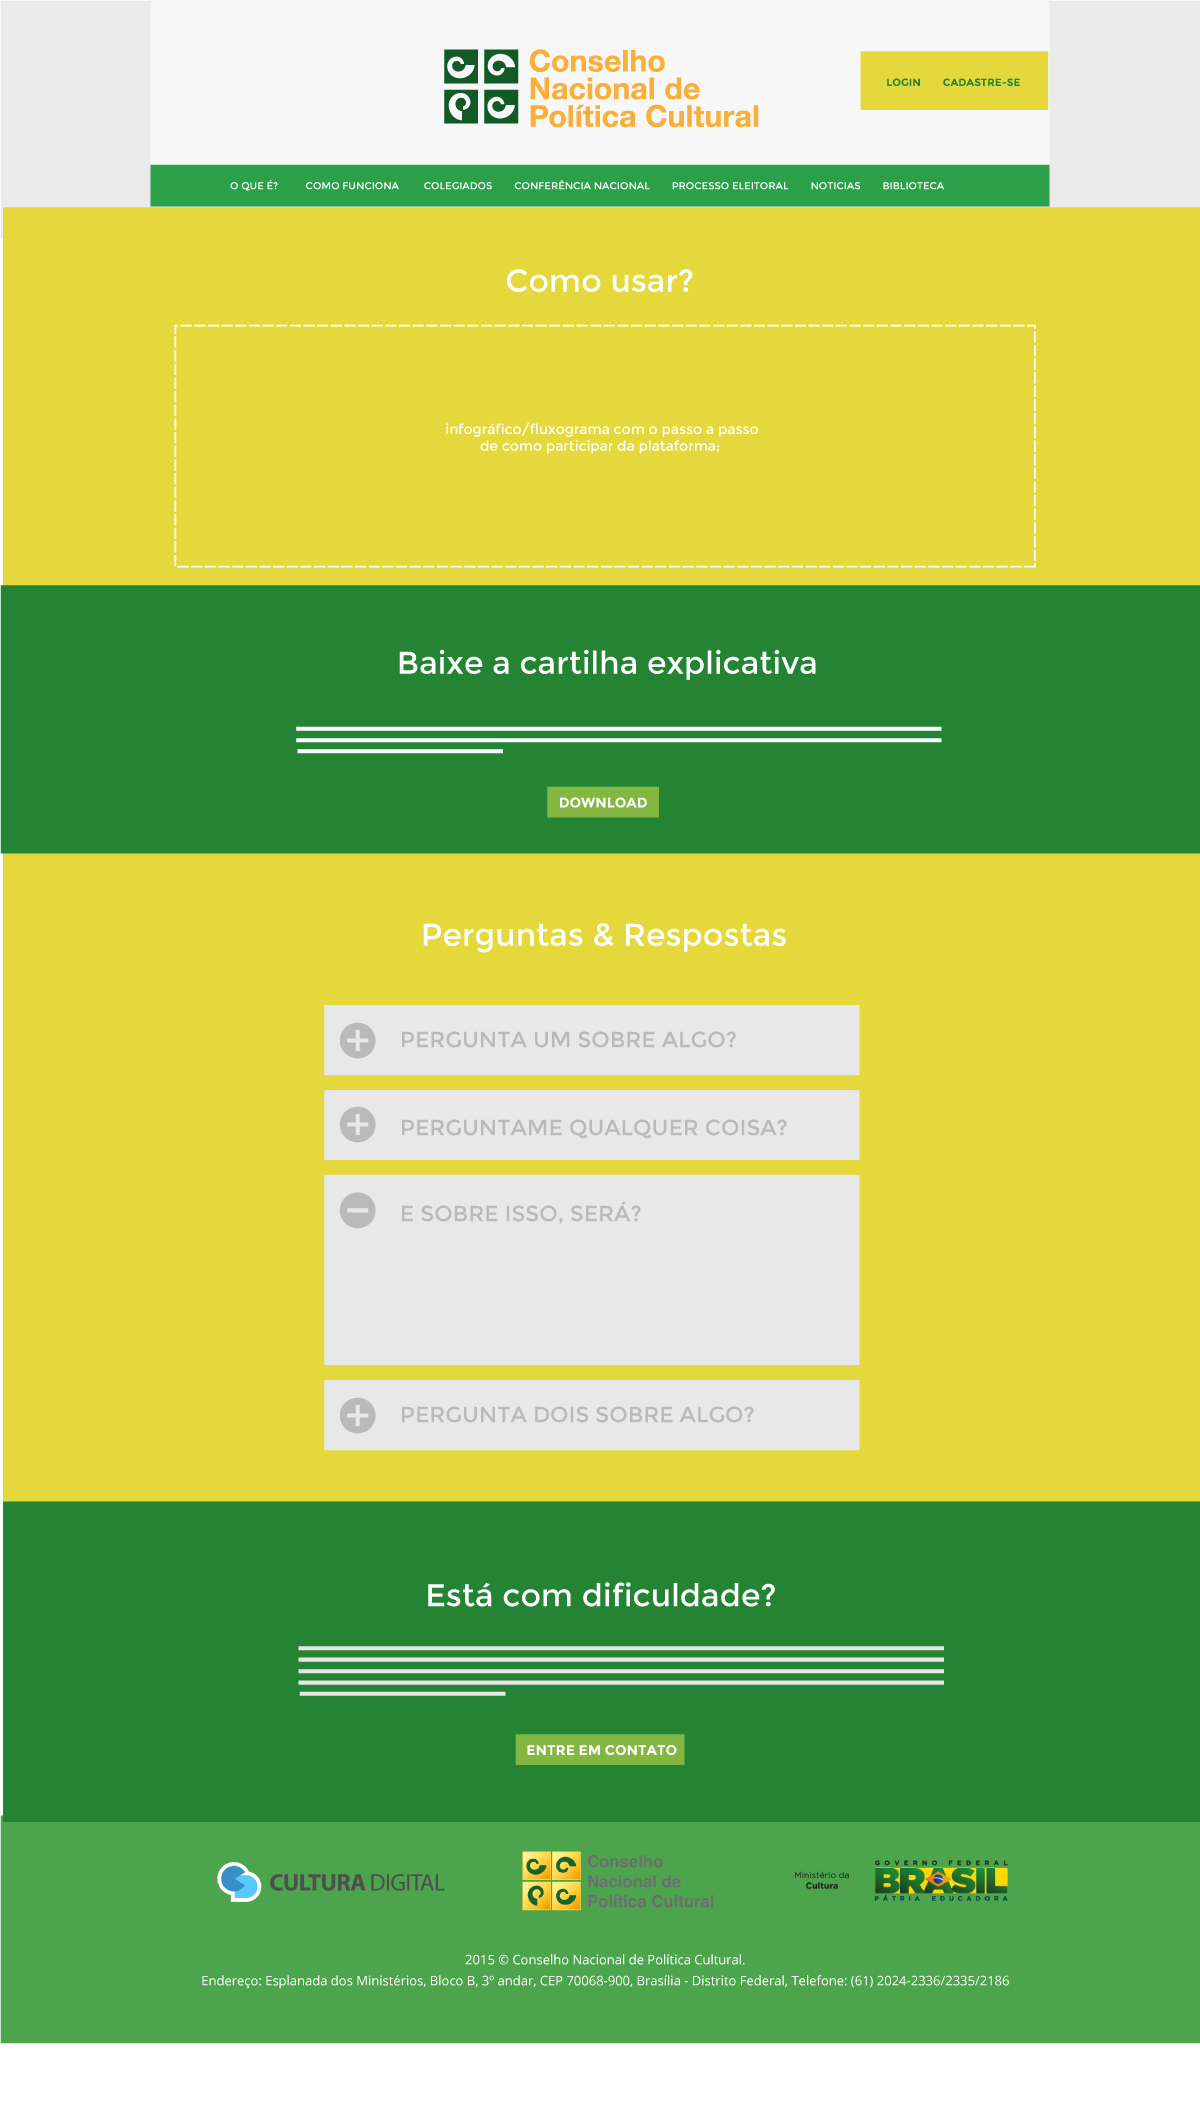 Conselho
Nacional de
Política Cultural
LOGIN CADASTRE-SE
O QUE É? COMO FUNCIONA COLEGIADOS CONFERÊNCIA NACIONAL PROCESSO ELEITORAL NOTICIAS BIBLIOTECA
Como usar?
infográfico/fluxograma com o passo a passo
de como participar da plataforma;
Baixe a cartilha explicativa
DOWNLOAD
Perguntas & Respostas
PERGUNTA UM SOBRE ALGO?
PERGUNTAME QUALQUER COISA?
E SOBRE ISSO, SERÁ?
PERGUNTA DOIS SOBRE ALGO?
Está com dificuldade?
ENTRE EM CONTATO
CULTURA DIGITAL
Conselho
Nacional de
Política Cultural
Ministério da
Cultura
GOVERNO FEDERAL
BRASIL
PÁTRIA EDUCADORA
2015 © Conselho Nacional de Política Cultural.
Endereço: Esplanada dos Ministérios, Bloco B, 3º andar, CEP 70068-900, Brasília - Distrito Federal, Telefone: (61) 2024-2336/2335/2186